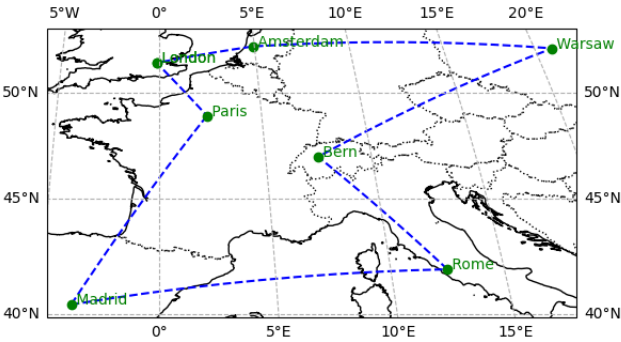 5°W 0° 5°E 10°E 15°E 20°E
Amsterdam
Warsaw
London
50°N 50°N
Paris
Bern
45°N 45°N
Rome
Madrid
40°N 40°N
0° 5°E 10°E 15°E